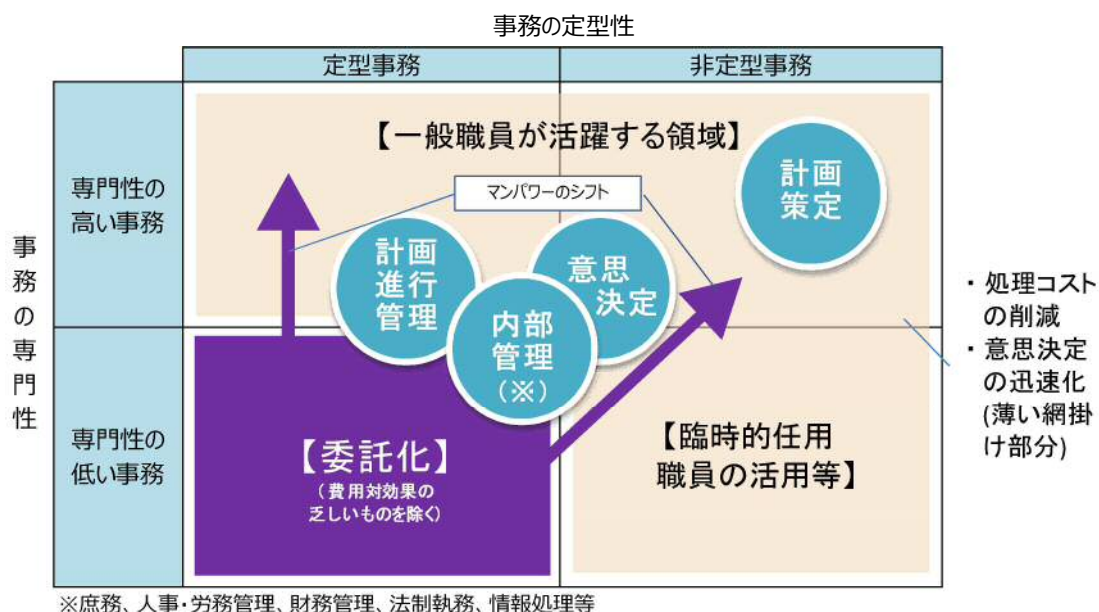 事務の定型性
定型事務
非定型事務
事務の専門性
専門性の
高い事務
【一般職員が活躍する領域】
マンパワーのシフト
計画
策定
計画
進行
管理
意思
決定
内部
管理
(※)
専門性の
低い事務
【委託化】
(費用対効果の
乏しいものを除く)
【臨時的任用
職員の活用等】
・処理コスト
の削減
・意思決定
の迅速化
(薄い網掛
け部分)
※庶務、人事・労務管理、財務管理、法制執務、情報処理等